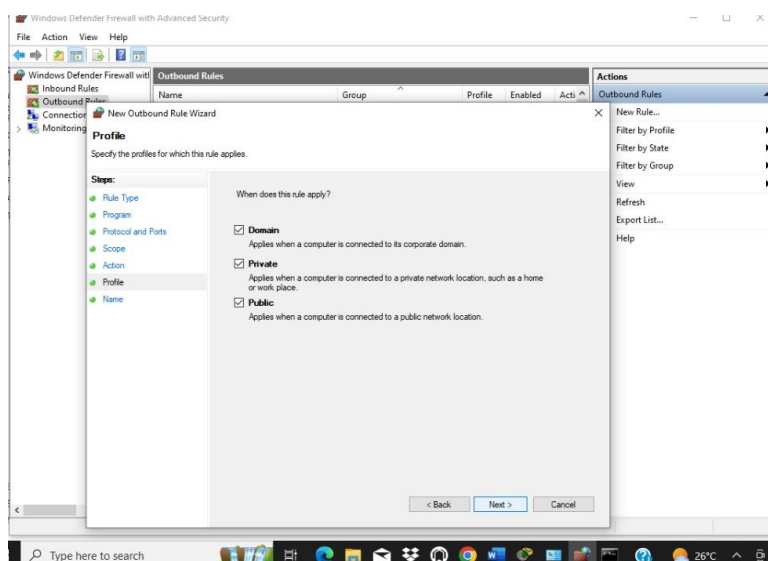 Windows Defender Firewall with Advanced Security
File Action View Help
Windows Defender Firewall witl
Inbound Rules
Outbound Rules
Connection
Monitoring
Outbound Rules
Name Group Profile Enabled Acti
Actions
Outbound Rules
New Rule...
Filter by Profile
Filter by State
Filter by Group
View
Refresh
Export List...
Help
New Outbound Rule Wizard
Profile
Specify the profiles for which this rule applies.
Steps:
Rule Type
Program
Protocol and Ports
Scope
Action
Profile
Name
When does this rule apply?
Domain
Applies when a computer is connected to its corporate domain.
Private
Applies when a computer is connected to a private network location, such as a home
or work place.
Public
Applies when a computer is connected to a public network location.
< Back Next > Cancel
Type here to search
26°C